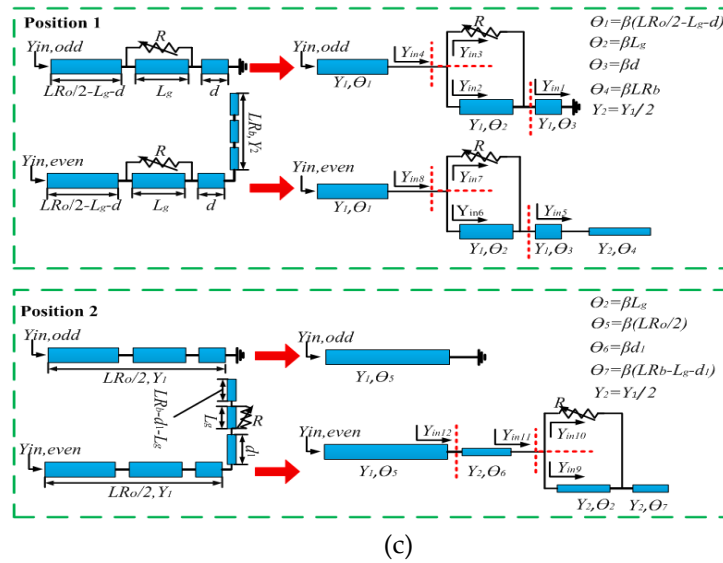 Position 1
Yin,odd
R
LRo/2-Lg-d
Lg
d
LRb,Y2
Yin,even
R
LRo/2-Lg-d
Lg
d
Yin,odd
Y1,Θ1
Yin4
R
Yin3
Yin2
Y1,Θ2
Yin1
Y1,Θ3
Yin,even
Y1,Θ1
Yin8
R
Yin7
Yin6
Y1,Θ2
Yin5
Y1,Θ3
Y2,Θ4
Θ1=β(LRo/2-Lg-d)
Θ2=βLg
Θ3=βd
Θ4=βLRb
Y2=Y1/2
Position 2
Yin,odd
LRo/2,Y1
LRb-d1-Lg
Lg
R
d1
Yin,even
LRo/2,Y1
Yin,odd
Y1,Θ5
Yin,even
Y1,Θ5
Yin12
Yin11
Y2,Θ6
R
Yin10
Yin9
Y2,Θ2
Y2,Θ7
Θ2=βLg
Θ5=β(LRo/2)
Θ6=βd1
Θ7=β(LRb-Lg-d1)
Y2=Y1/2
(c)